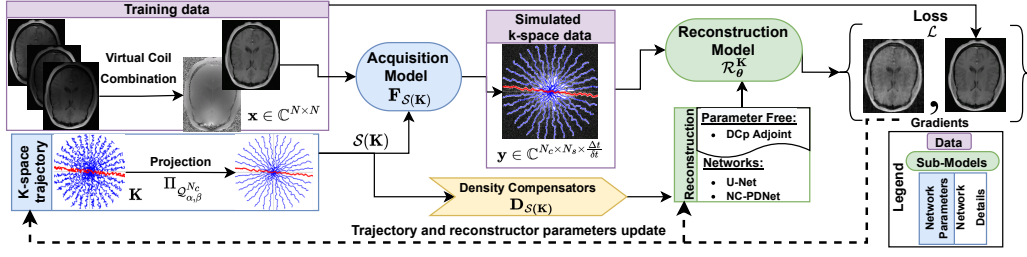 Training data
Virtual Coil
Combination
x ∈ ℂ^{N×N}
Acquisition
Model
F_{𝒮(K)}
Simulated
k-space data
y ∈ ℂ^{N_c×N_s×Δt/δt}
Reconstruction
Model
ℛ_θ^K
Loss
ℒ
,
Gradients
K-space
trajectory
K
Projection
Π_{𝒬_{α,β}^{N_c}}
𝒮(K)
Density Compensators
D_{𝒮(K)}
Reconstruction
Parameter Free:
• DCp Adjoint
Networks:
• U-Net
• NC-PDNet
Trajectory and reconstructor parameters update
Legend
Data
Sub-Models
Network
Parameters
Network
Details